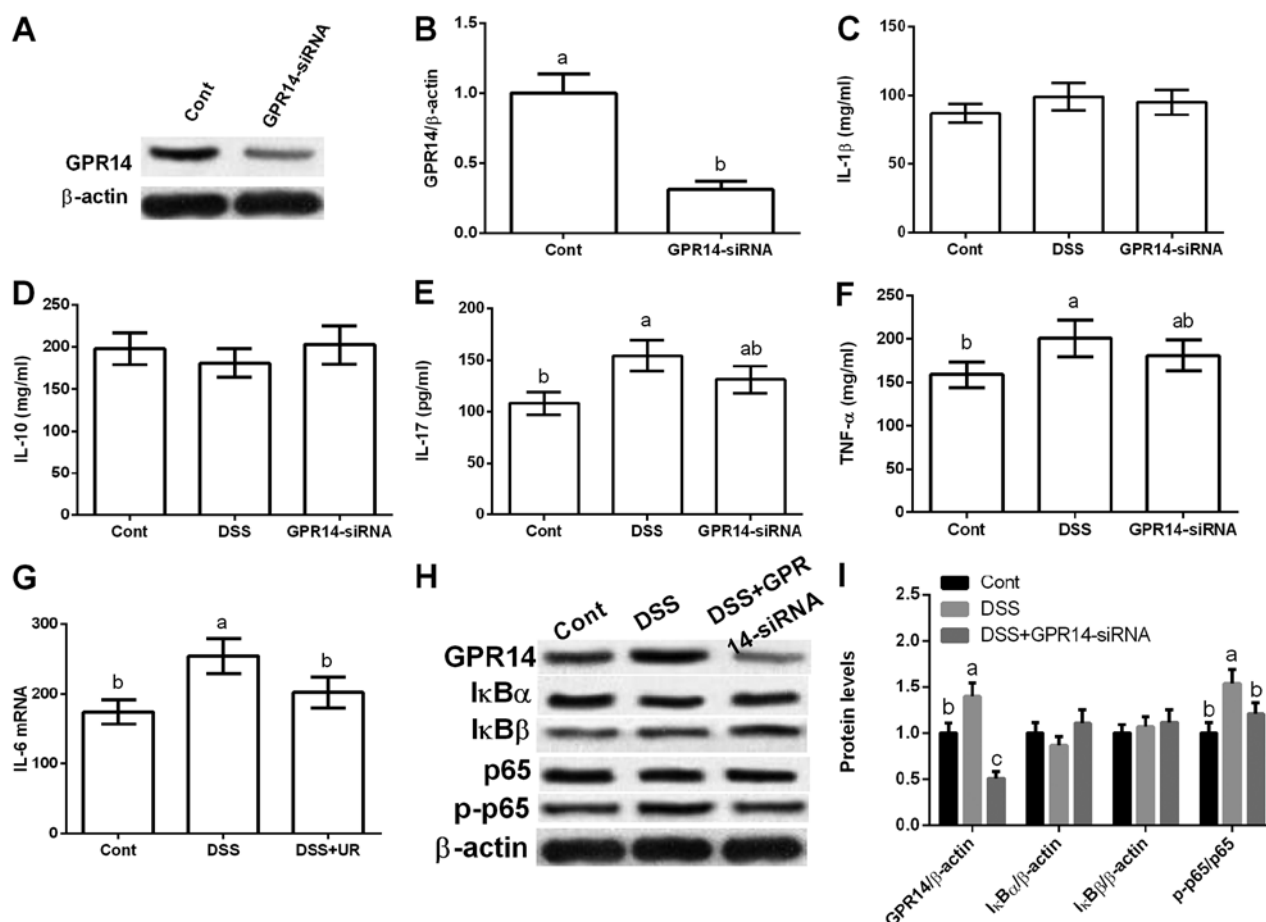 A
Cont
GPR14-siRNA
GPR14
β-actin
B
GPR14/β-actin
1.5
1.0
0.5
0.0
a
b
Cont
GPR14-siRNA
C
IL-1β (mg/ml)
150
100
50
0
Cont
DSS
GPR14-siRNA
D
IL-10 (mg/ml)
250
200
150
100
50
0
Cont
DSS
GPR14-siRNA
E
IL-17 (pg/ml)
200
150
100
50
0
b
a
ab
Cont
DSS
GPR14-siRNA
F
TNF-α (mg/ml)
250
200
150
100
50
0
b
a
ab
Cont
DSS
GPR14-siRNA
G
IL-6 mRNA
300
200
100
0
b
a
b
Cont
DSS
DSS+UR
H
Cont
DSS
DSS+GPR
14-siRNA
GPR14
IκBα
IκBβ
p65
p-p65
β-actin
I
Cont
DSS
DSS+GPR14-siRNA
Protein levels
2.5
2.0
1.5
1.0
0.5
0.0
b
a
c
b
a
b
GPR14/β-actin
IκBα/β-actin
IκBβ/β-actin
p-p65/p65